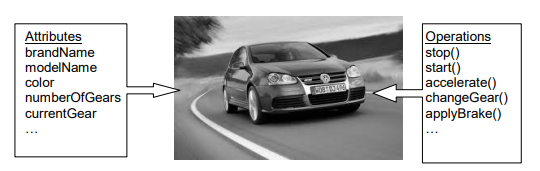 Attributes
brandName
modelName
color
numberOfGears
currentGear
…
Operations
stop()
start()
accelerate()
changeGear()
applyBrake()
…